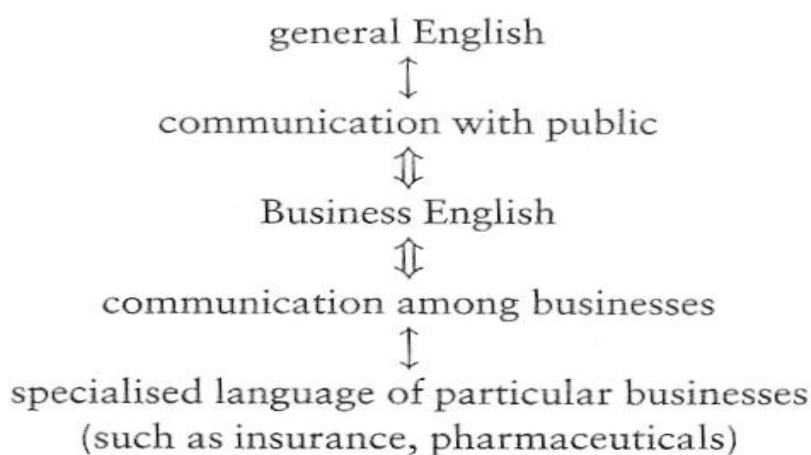 general English
communication with public
Business English
communication among businesses
specialised language of particular businesses
(such as insurance, pharmaceuticals)